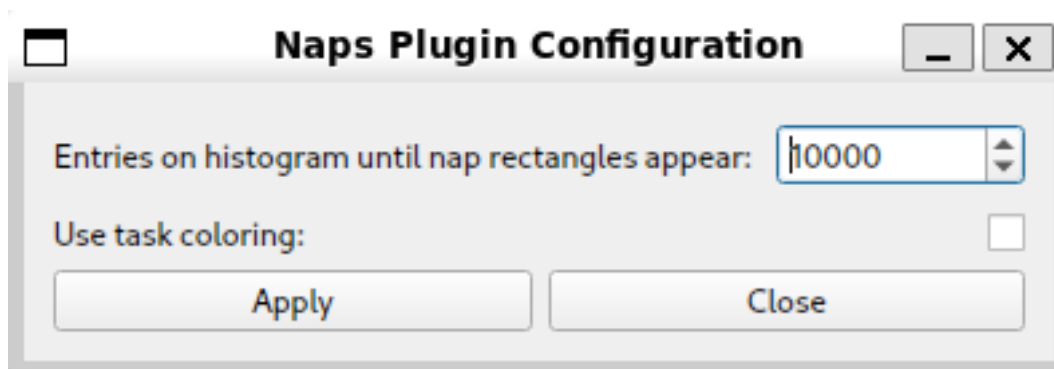 Naps Plugin Configuration
Entries on histogram until nap rectangles appear: 10000
Use task coloring:
Apply Close